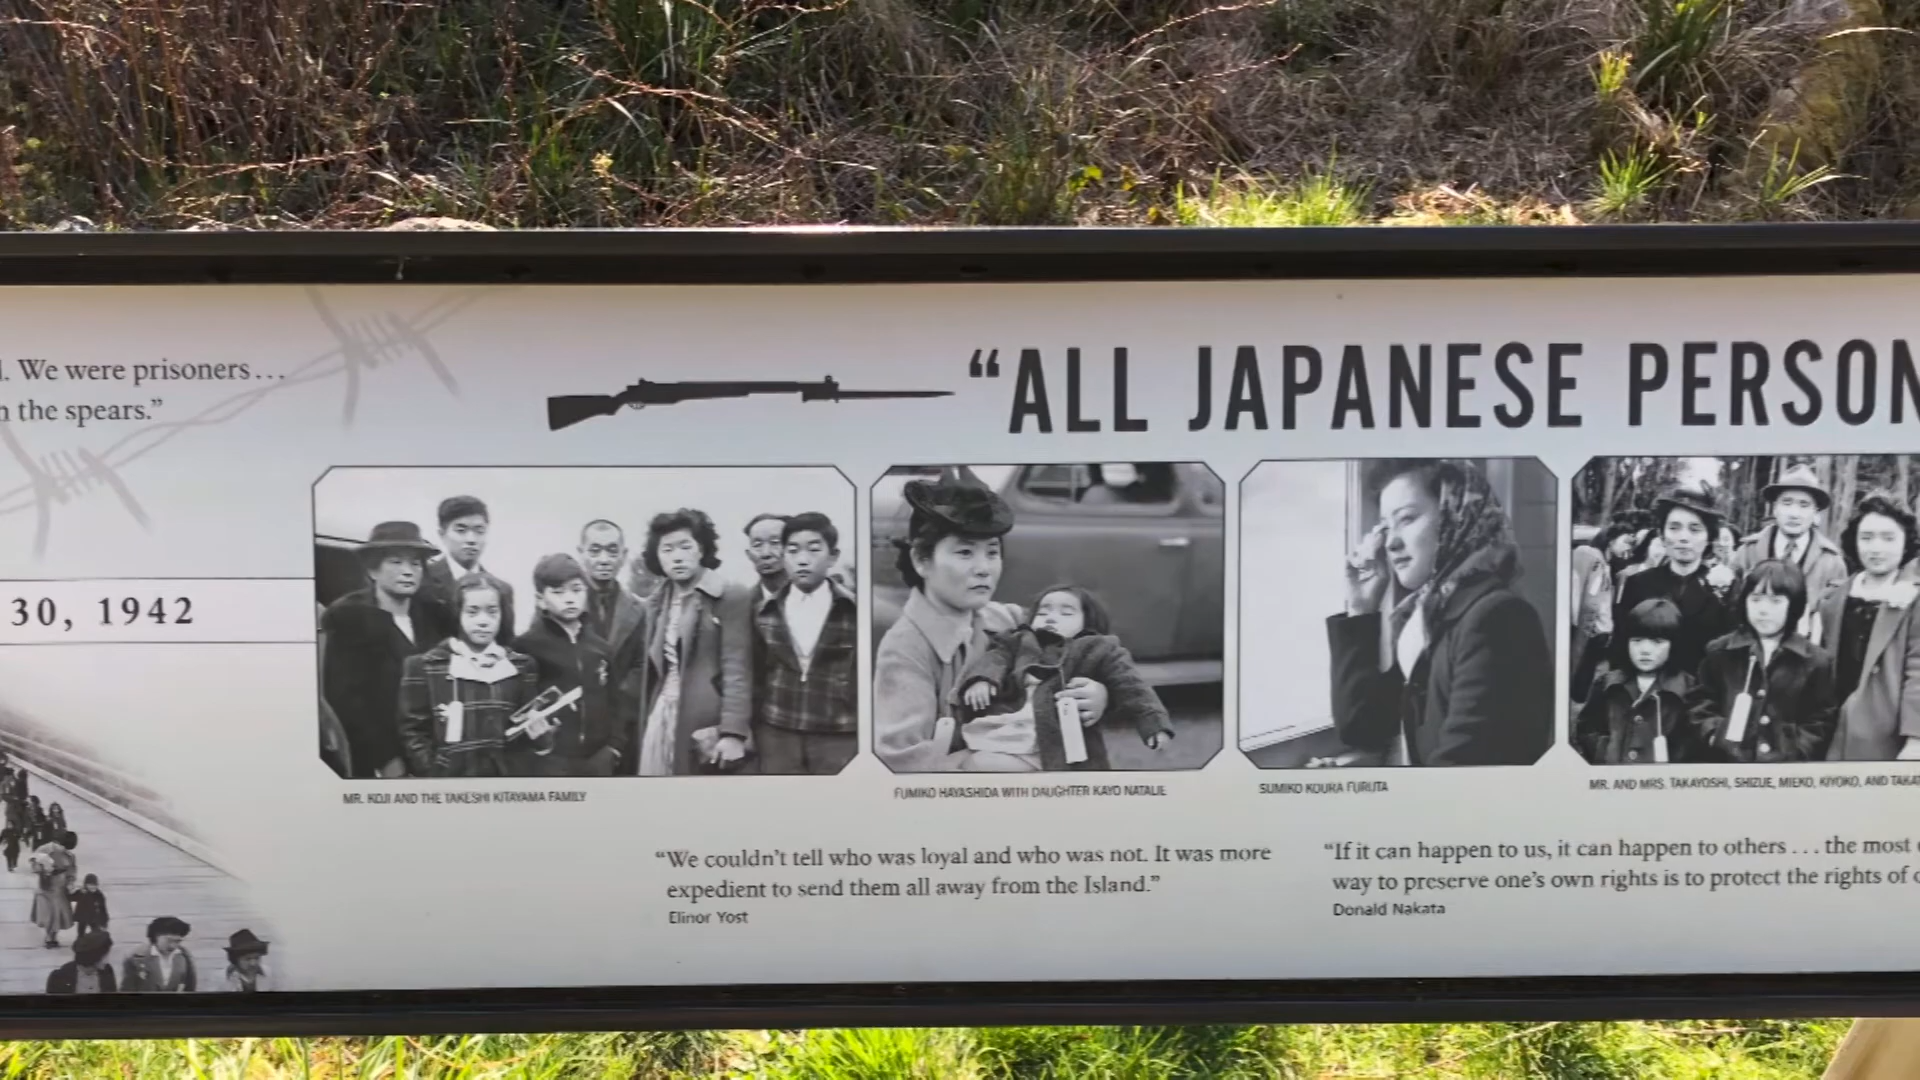 . We were prisoners...
the spears.”
30, 1942
“ALL JAPANESE PERSON
MR. KOJI AND THE TAKESHI KITAYAMA FAMILY
FUMIKO HAYASHIDA WITH DAUGHTER KAYO NATALIE
SUMIKO KOURA FURUTA
MR. AND MRS. TAKAYOSHI, SHIZUE, MIEKO, KIYOKO, AND
“We couldn’t tell who was loyal and who was not. It was more
expedient to send them all away from the Island.”
Elinor Yost
“If it can happen to us, it can happen to others . . . the most
way to preserve one’s own rights is to protect the rights of
Donald Nakata